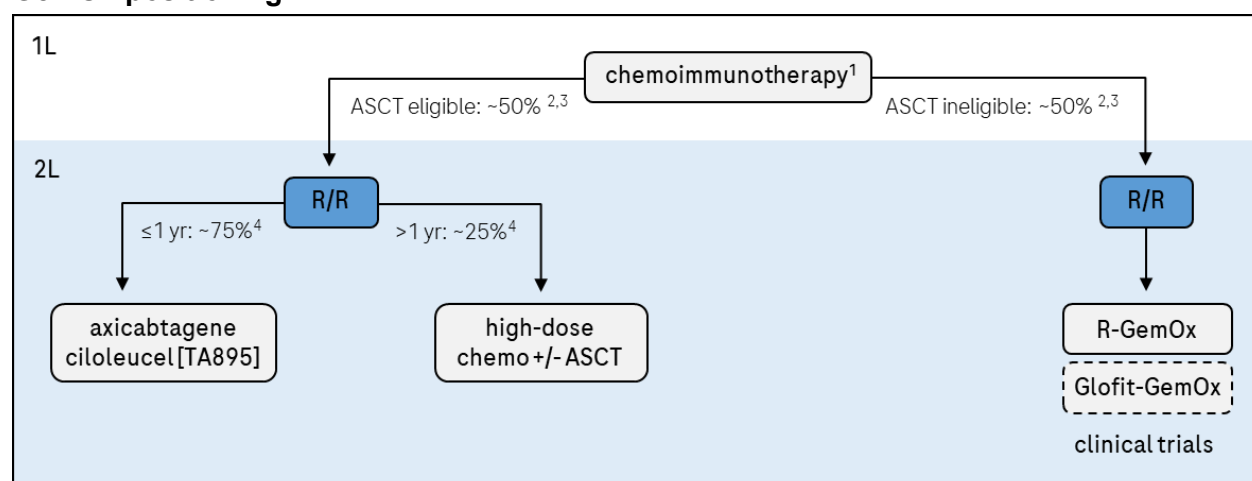 1L
chemoimmunotherapy1
ASCT eligible: ~50% 2,3
ASCT ineligible: ~50% 2,3
2L
R/R
R/R
≤1 yr: ~75%4
>1 yr: ~25%4
axicabtagene
ciloleucel [TA895]
high-dose
chemo +/- ASCT
R-GemOx
Glofit-GemOx
clinical trials